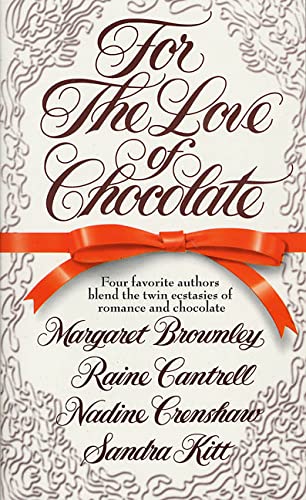 For
The Love
of
Chocolate
Four favorite authors
blend the twin ecstasies of
romance and chocolate
Margaret Brownley
Raine Cantrell
Nadine Crenshaw
Sandra Kitt